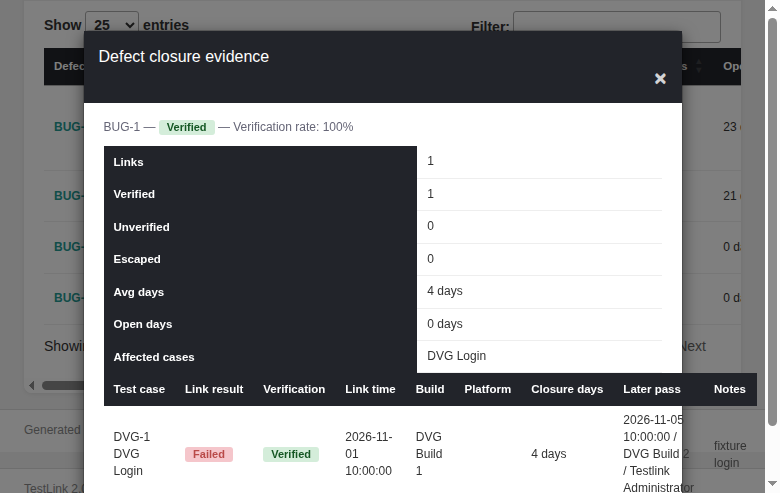 Show 25 entries
Filter:
Defect closure evidence
×
BUG-1 — Verified — Verification rate: 100%
Links 1
Verified 1
Unverified 0
Escaped 0
Avg days 4 days
Open days 0 days
Affected cases DVG Login
Test case Link result Verification Link time Build Platform Closure days Later pass Notes
DVG-1
DVG
Login
Failed
Verified
2026-11-
01
10:00:00
DVG
Build
1
4 days
2026-11-05
10:00:00 /
DVG Build 2
/ Testlink
Administrator
fixture
login
BUG-
23
BUG-
21
BUG-
0 d
BUG-
0 d
Next
Generated